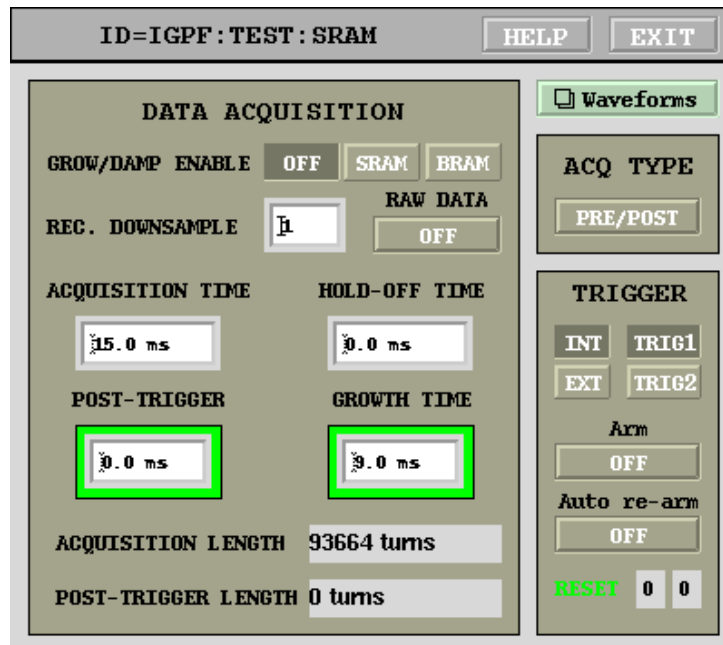 ID=IGPF:TEST:SRAM HELP EXIT
Waveforms
DATA ACQUISITION
GROW/DAMP ENABLE OFF SRAM BRAM
RAW DATA
REC. DOWNSAMPLE 1 OFF
ACQUISITION TIME HOLD-OFF TIME
15.0 ms 0.0 ms
POST-TRIGGER GROWTH TIME
0.0 ms 9.0 ms
ACQUISITION LENGTH 93664 turns
POST-TRIGGER LENGTH 0 turns
ACQ TYPE
PRE/POST
TRIGGER
INT TRIG1
EXT TRIG2
Arm
OFF
Auto re-arm
OFF
RESET 0 0